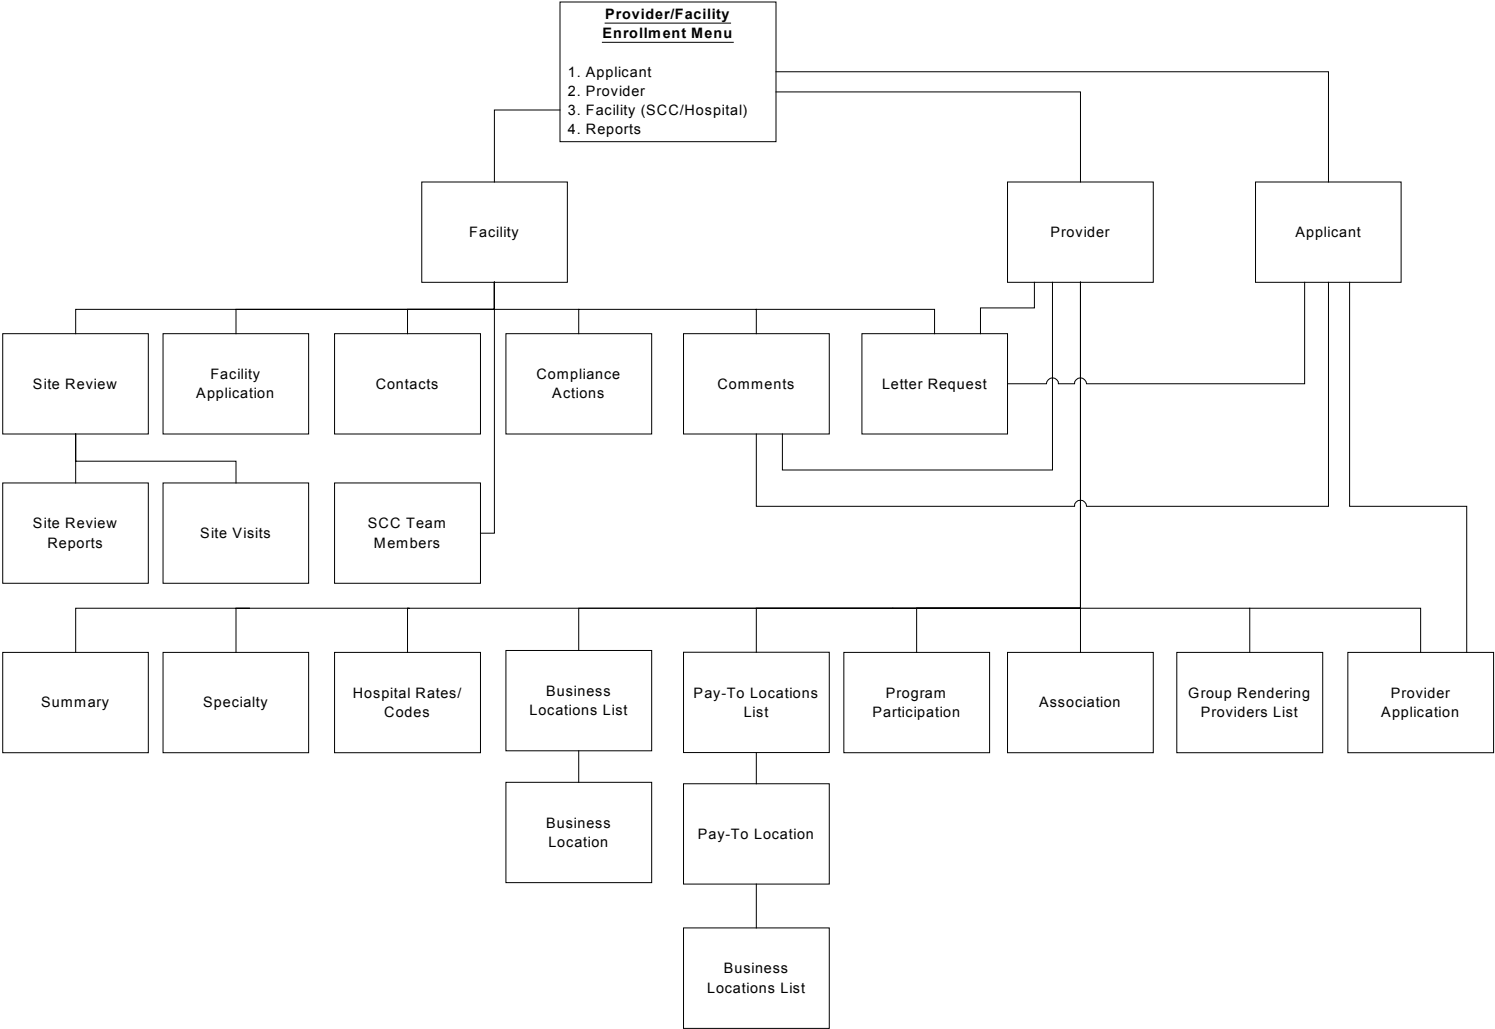 Provider/Facility
Enrollment Menu
1. Applicant
2. Provider
3. Facility (SCC/Hospital)
4. Reports
Facility
Provider
Applicant
Site Review
Facility
Application
Contacts
Compliance
Actions
Comments
Letter Request
Site Review
Reports
Site Visits
SCC Team
Members
Summary
Specialty
Hospital Rates/
Codes
Business
Locations List
Pay-To Locations
List
Program
Participation
Association
Group Rendering
Providers List
Provider
Application
Business
Location
Pay-To Location
Business
Locations List